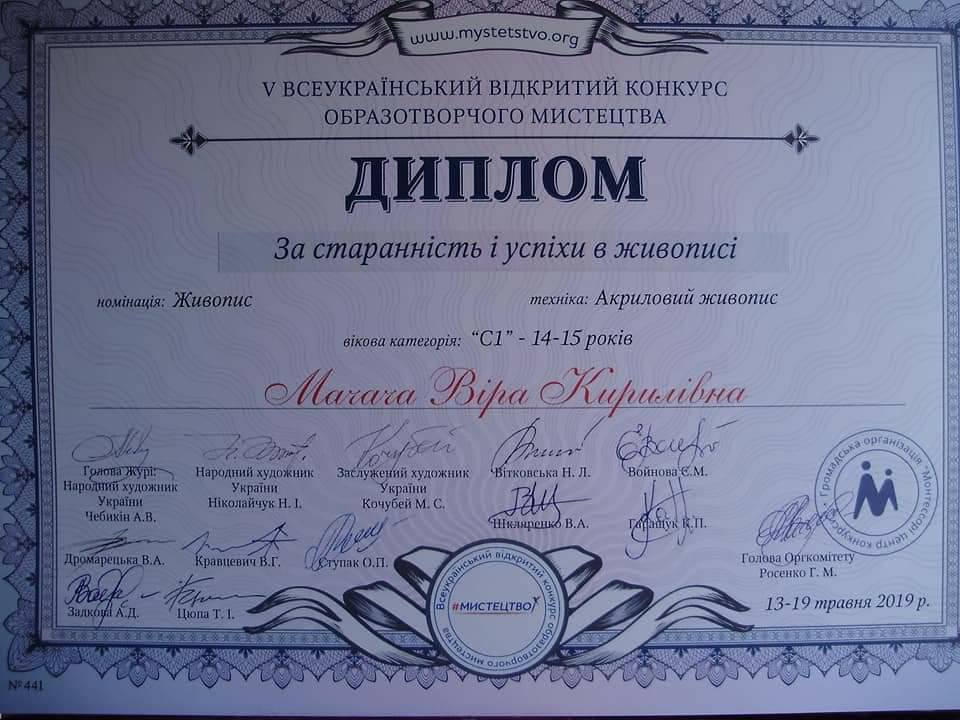 www.mystetstvo.org
V ВСЕУКРАЇНСЬКИЙ ВІДКРИТИЙ КОНКУРС
ОБРАЗОТВОРЧОГО МИСТЕЦТВА
ДИПЛОМ
За старанність і успіхи в живописі
номінація: Живопис
техніка: Акриловий живопис
вікова категорія: “С1” - 14-15 років
Мачача Віра Кирилівна
Голова Журі:
Народний художник
України
Чебикін А.В.
Народний художник
України
Ніколайчук Н. І.
Заслужений художник
України
Кочубей М. С.
Вітковська Н. Л.
Войнова Є.М.
Шкляренко В.А.
Гаращук К.П.
Дромарецька В.А.
Кравцевич В.Г.
Ступак О.П.
Задкова А.Д.
Цюпа Т. І.
Громадська організація "Монтессорі центр конкурси
Голова Оргкомітету
Росенко Г. М.
13-19 травня 2019 р.
Всеукраїнський відкритий конкурс образотворчого мистецтва
#МИСТЕЦТВО
№ 441